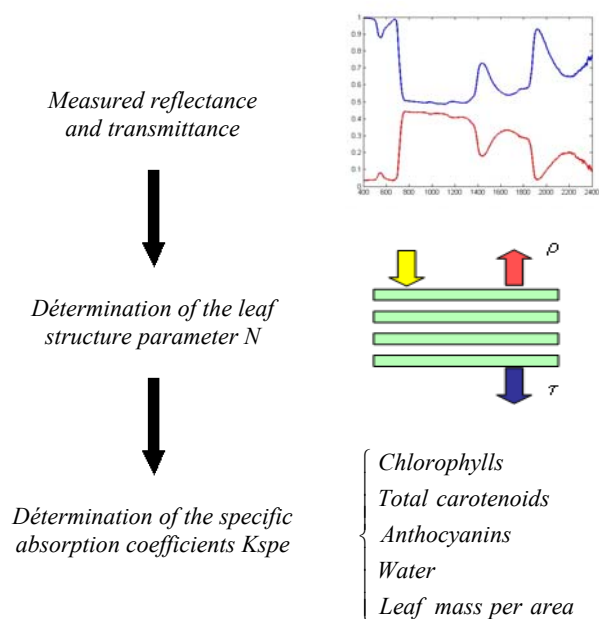 Measured reflectance
and transmittance
1
0.9
0.8
0.7
0.6
0.5
0.4
0.3
0.2
0.1
0
400 600 800 1000 1200 1400 1600 1800 2000 2200 2400
Détermination of the leaf
structure parameter N
ρ
τ
Détermination of the specific
absorption coefficients Kspe
Chlorophylls
Total carotenoids
Anthocyanins
Water
Leaf mass per area